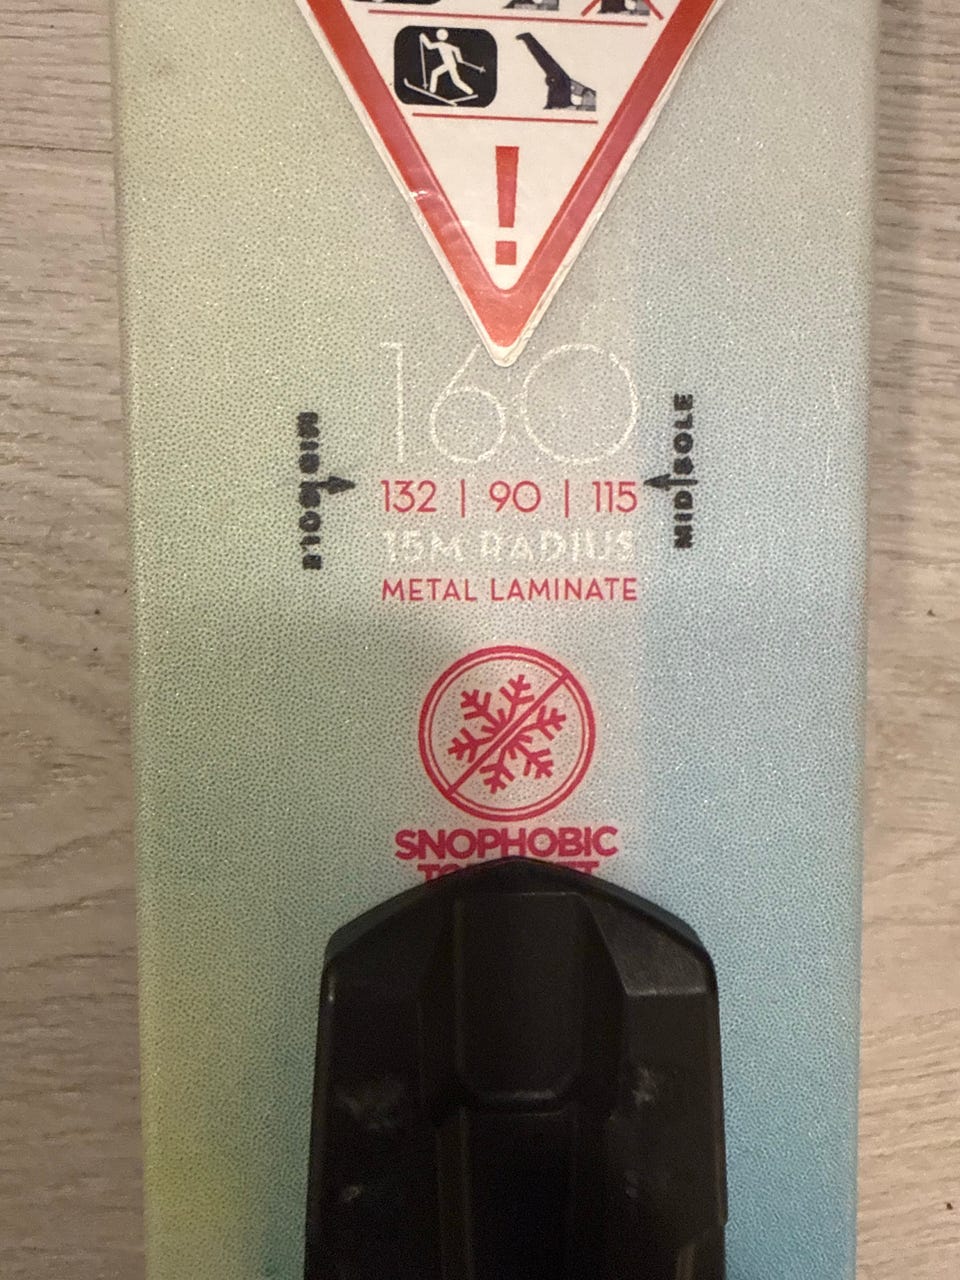 !
160
MID SOLE
132 | 90 | 115
MID SOLE
15M RADIUS
METAL LAMINATE
SNOPHOBIC